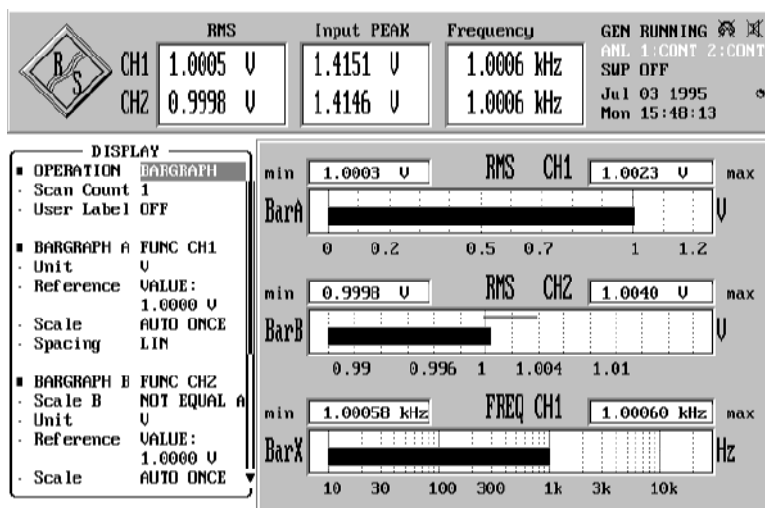 RMS Input PEAK Frequency GEN RUNNING
R&S CH1 1.0005 V 1.4151 V 1.0006 kHz ANL 1:CONT 2:CONT
SWP OFF
CH2 0.9998 V 1.4146 V 1.0006 kHz Jul 03 1995
Mon 15:48:13
DISPLAY
OPERATION BARGRAPH
Scan Count 1
User Label OFF
BARGRAPH A FUNC CH1
Unit V
Reference VALUE:
1.0000 V
Scale AUTO ONCE
Spacing LIN
BARGRAPH B FUNC CH2
Scale B NOT EQUAL A
Unit V
Reference VALUE:
1.0000 V
Scale AUTO ONCE
min 1.0003 V RMS CH1 1.0023 V max
BarA V
0 0.2 0.5 0.7 1 1.2
min 0.9998 V RMS CH2 1.0040 V max
BarB V
0.99 0.996 1 1.004 1.01
min 1.00058 kHz FREQ CH1 1.00060 kHz max
BarX Hz
10 30 100 300 1k 3k 10k